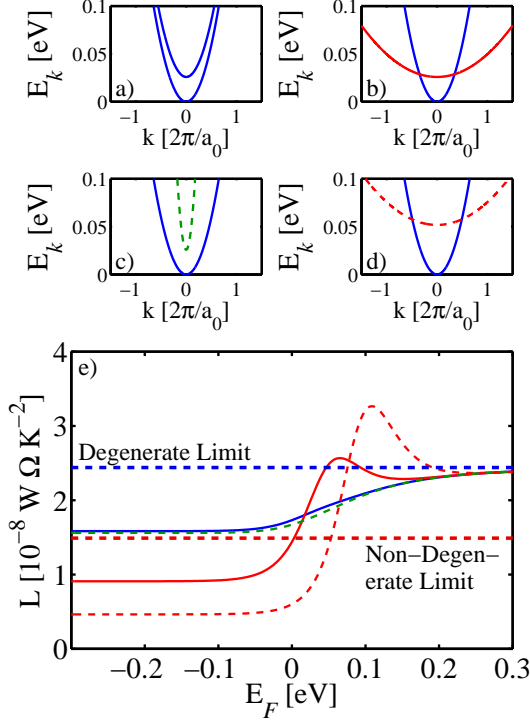 0.1
0.05
0
E_k [eV]
a)
−1 0 1
k [2π/a_0]
0.1
0.05
0
E_k [eV]
b)
−1 0 1
k [2π/a_0]
0.1
0.05
0
E_k [eV]
c)
−1 0 1
k [2π/a_0]
0.1
0.05
0
E_k [eV]
d)
−1 0 1
k [2π/a_0]
e)
4
3
2
1
0
L [10^{−8} W Ω K^{−2}]
Degenerate Limit
Non−Degen−
erate Limit
−0.2 −0.1 0 0.1 0.2 0.3
E_F [eV]